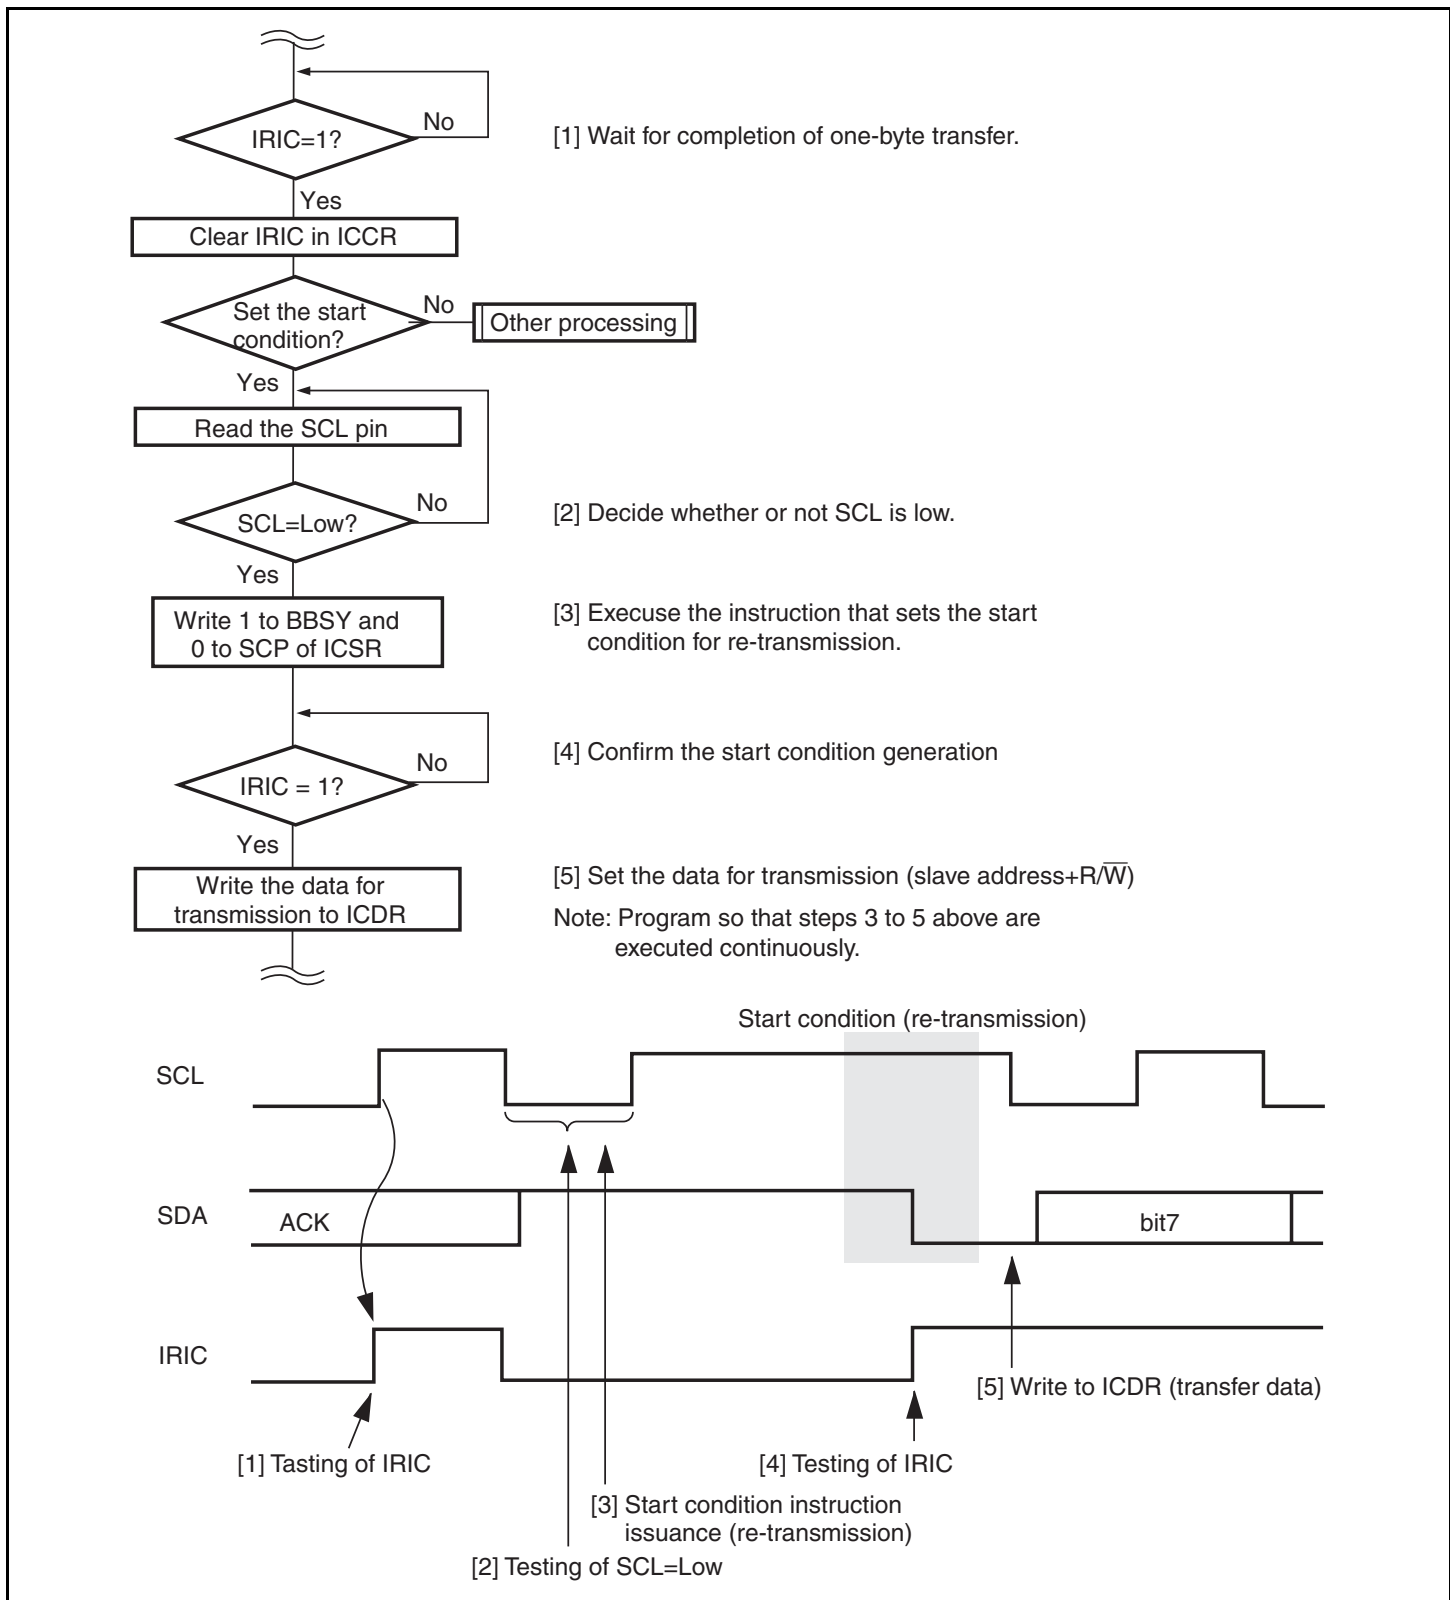 IRIC=1?
No
[1] Wait for completion of one-byte transfer.
Yes
Clear IRIC in ICCR
Set the start
condition?
No
Other processing
Yes
Read the SCL pin
SCL=Low?
No
[2] Decide whether or not SCL is low.
Yes
Write 1 to BBSY and
0 to SCP of ICSR
[3] Execuse the instruction that sets the start
condition for re-transmission.
IRIC = 1?
No
[4] Confirm the start condition generation
Yes
Write the data for
transmission to ICDR
[5] Set the data for transmission (slave address+R/W̅)
Note: Program so that steps 3 to 5 above are
executed continuously.
Start condition (re-transmission)
SCL
SDA
ACK
bit7
IRIC
[5] Write to ICDR (transfer data)
[1] Tasting of IRIC
[4] Testing of IRIC
[3] Start condition instruction
issuance (re-transmission)
[2] Testing of SCL=Low